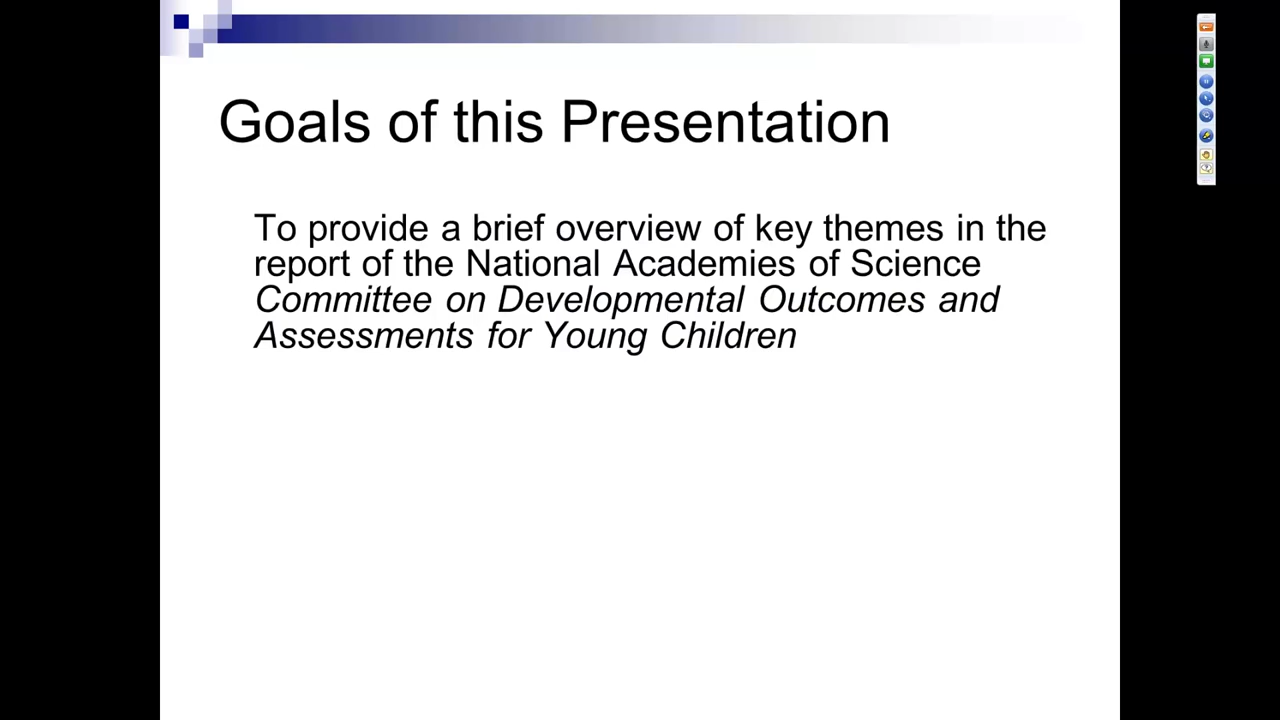 Goals of this Presentation
To provide a brief overview of key themes in the
report of the National Academies of Science
Committee on Developmental Outcomes and
Assessments for Young Children